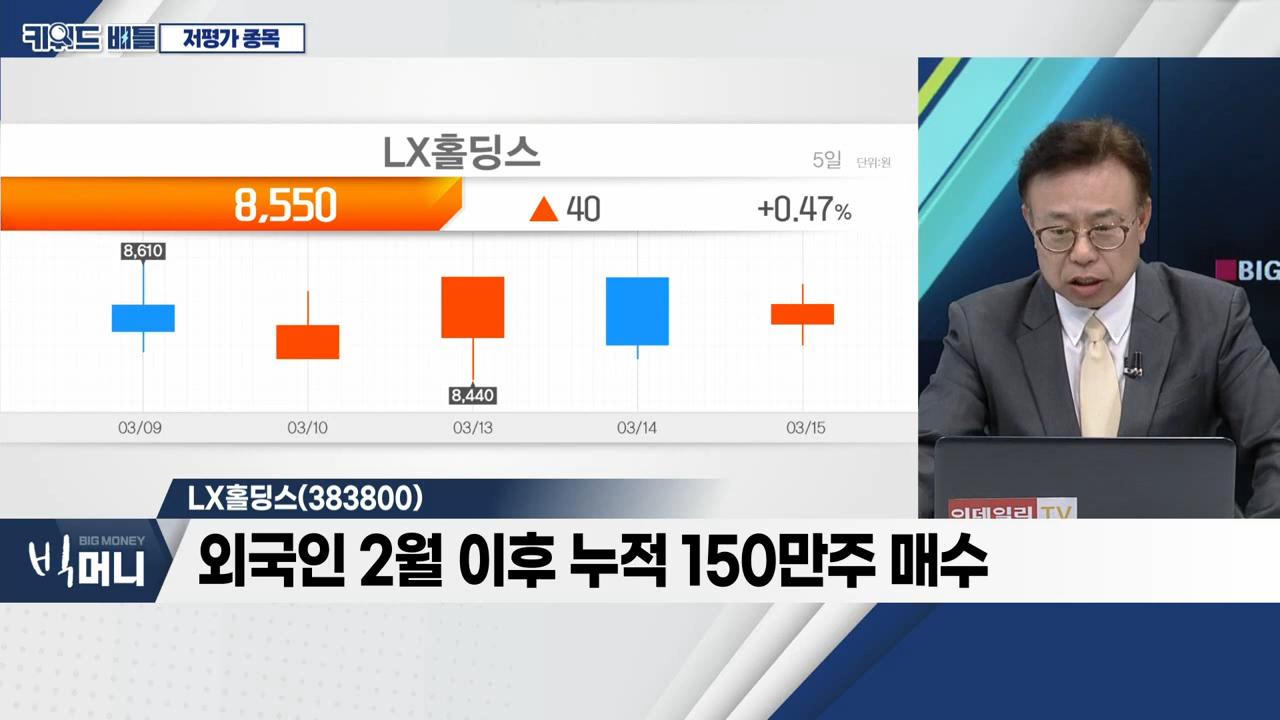 키워드 배틀 저평가 종목
LX홀딩스
5일 단위:원
8,550 ▲ 40 +0.47%
8,610
8,440
03/09 03/10 03/13 03/14 03/15
BIG
이데일리 TV
LX홀딩스(383800)
BIG MONEY
빅머니
외국인 2월 이후 누적 150만주 매수